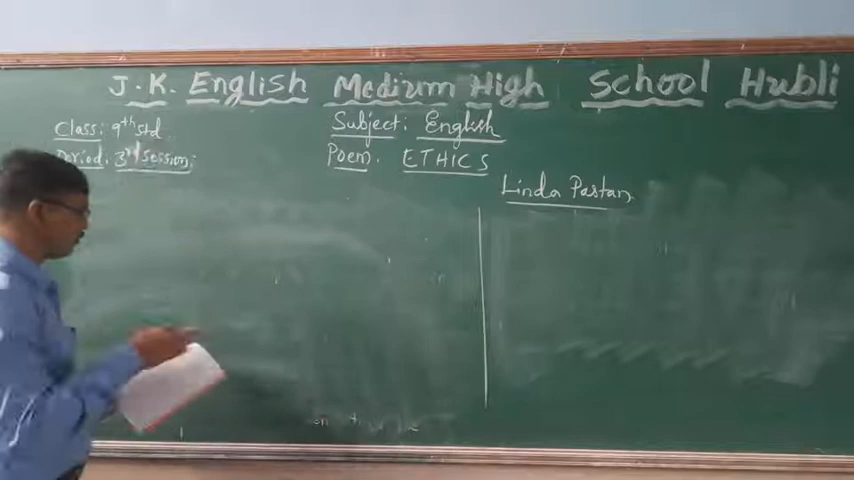 J.K. English Medium High School Hubli
Class: 9th std
Subject: English
Period: 3rd Session:
Poem: ETHICS
Linda Pastan